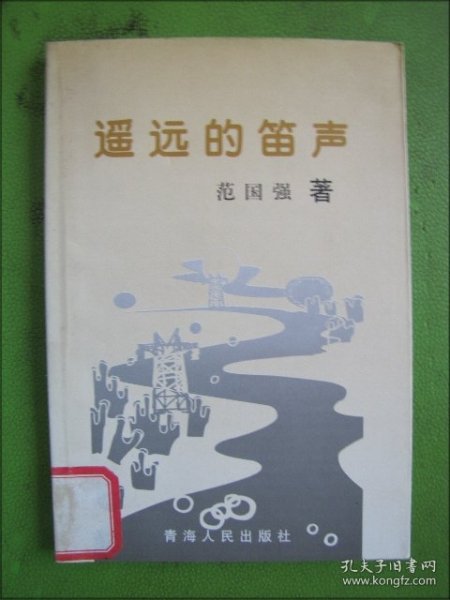 遥远的笛声
范国强 著
青海人民出版社
孔夫子旧书网
www.kongfz.com